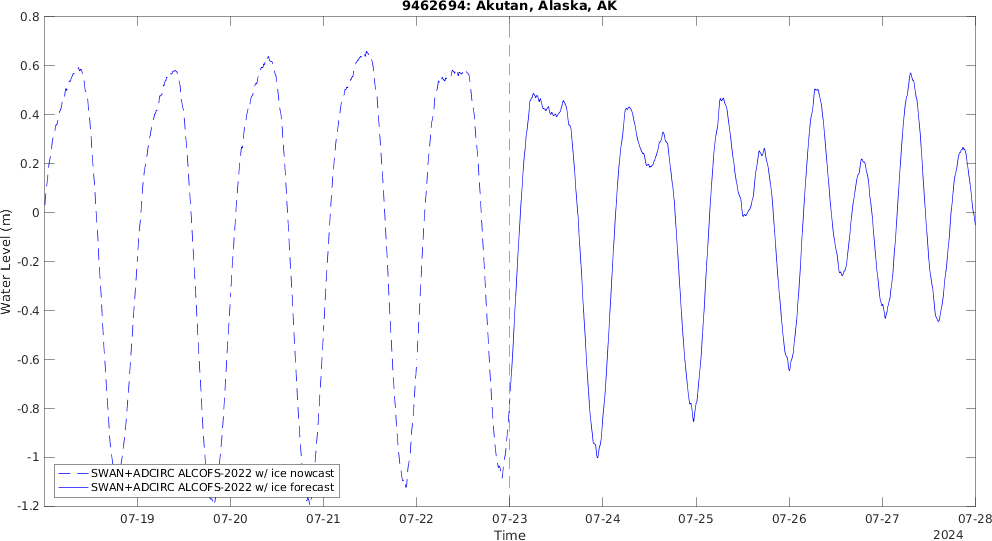 9462694: Akutan, Alaska, AK
0.8
0.6
0.4
0.2
0
-0.2
-0.4
-0.6
-0.8
-1
-1.2
Water Level (m)
SWAN+ADCIRC ALCOFS-2022 w/ ice nowcast
SWAN+ADCIRC ALCOFS-2022 w/ ice forecast
07-19 07-20 07-21 07-22 07-23 07-24 07-25 07-26 07-27 07-28
Time
2024